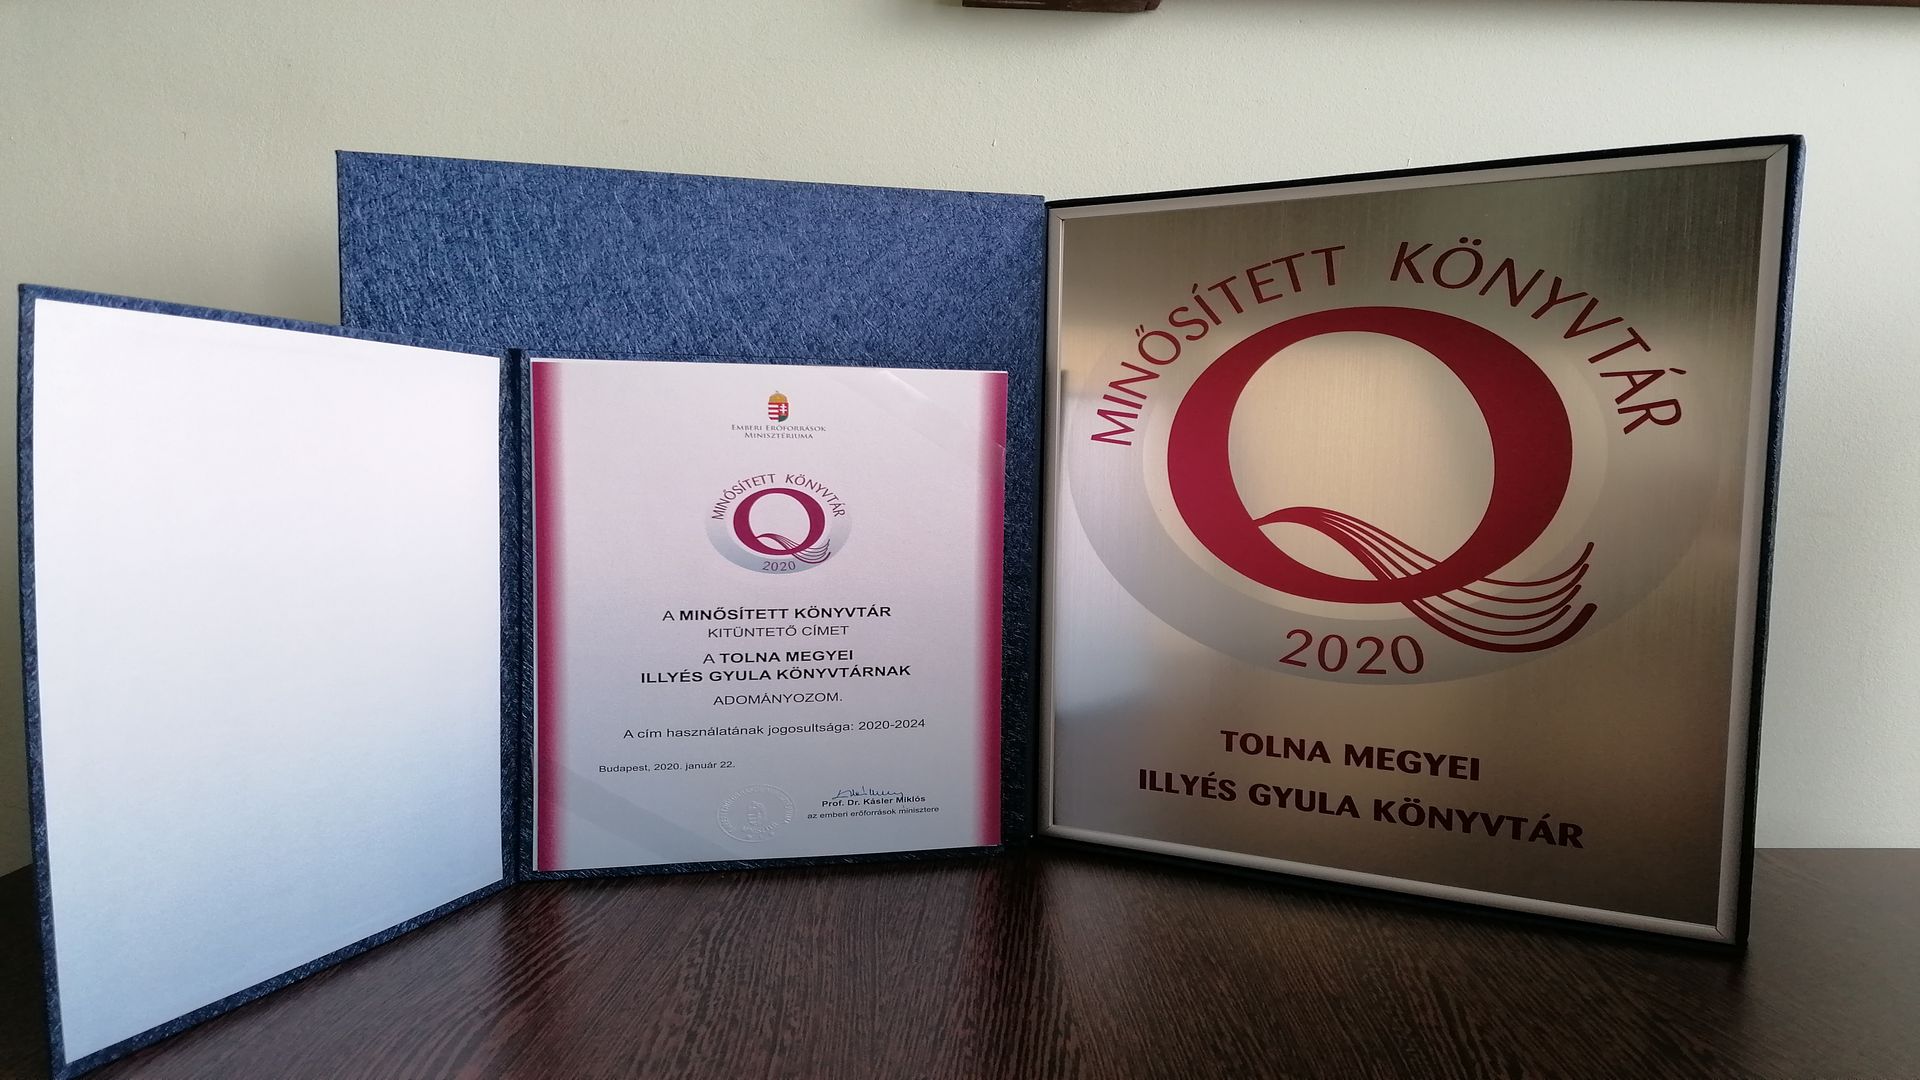 EMBERI ERŐFORRÁSOK
MINISZTÉRIUMA
MINŐSÍTETT KÖNYVTÁR
2020
A MINŐSÍTETT KÖNYVTÁR
KITÜNTETŐ CÍMET
A TOLNA MEGYEI
ILLYÉS GYULA KÖNYVTÁRNAK
ADOMÁNYOZOM.
A cím használatának jogosultsága: 2020-2024
Budapest, 2020. január 22.
Prof. Dr. Kásler Miklós
az emberi erőforrások minisztere
MINŐSÍTETT KÖNYVTÁR
2020
TOLNA MEGYEI
ILLYÉS GYULA KÖNYVTÁR